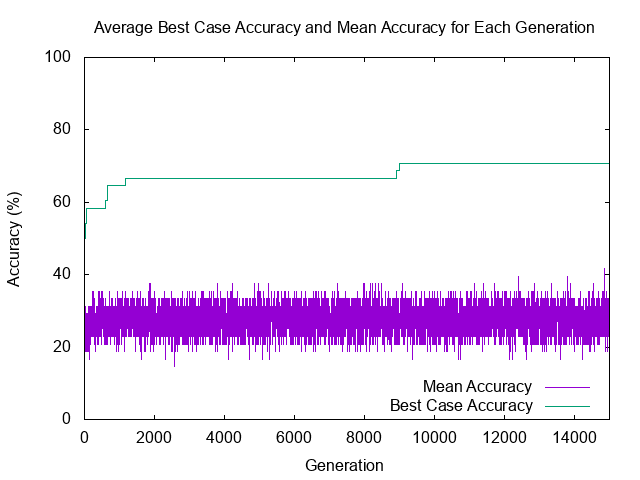 Average Best Case Accuracy and Mean Accuracy for Each Generation
100
80
60
40
20
0
Accuracy (%)
Mean Accuracy
Best Case Accuracy
0 2000 4000 6000 8000 10000 12000 14000
Generation